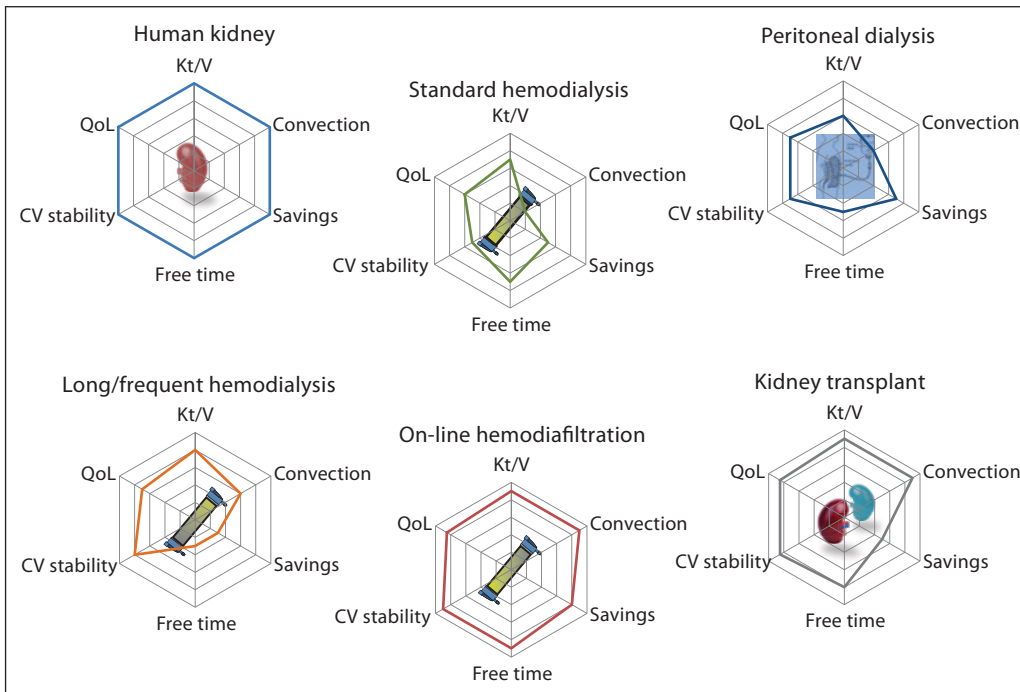 Human kidney
Kt/V
QoL
Convection
CV stability
Savings
Free time
Standard hemodialysis
Kt/V
QoL
Convection
CV stability
Savings
Free time
Peritoneal dialysis
Kt/V
QoL
Convection
CV stability
Savings
Free time
Long/frequent hemodialysis
Kt/V
QoL
Convection
CV stability
Savings
Free time
On-line hemodiafiltration
Kt/V
QoL
Convection
CV stability
Savings
Free time
Kidney transplant
Kt/V
QoL
Convection
CV stability
Savings
Free time